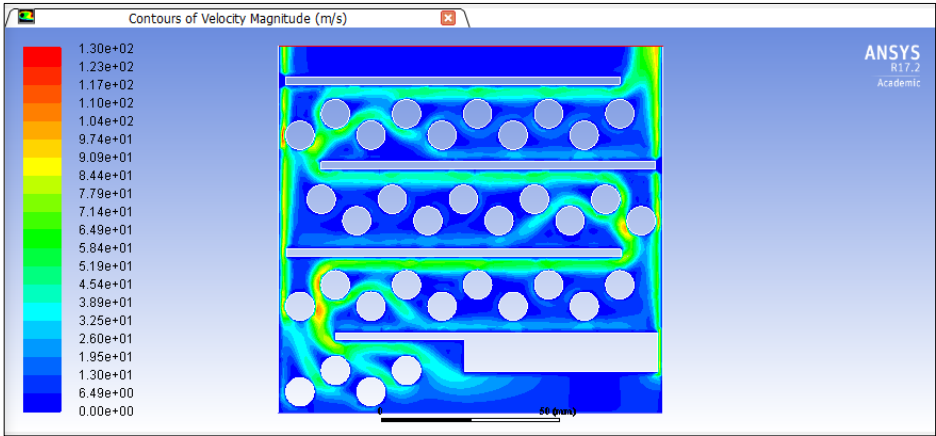 Contours of Velocity Magnitude (m/s)
ANSYS
R17.2
Academic
1.30e+02
1.23e+02
1.17e+02
1.10e+02
1.04e+02
9.74e+01
9.09e+01
8.44e+01
7.79e+01
7.14e+01
6.49e+01
5.84e+01
5.19e+01
4.54e+01
3.89e+01
3.25e+01
2.60e+01
1.95e+01
1.30e+01
6.49e+00
0.00e+00
0 50 (mm)